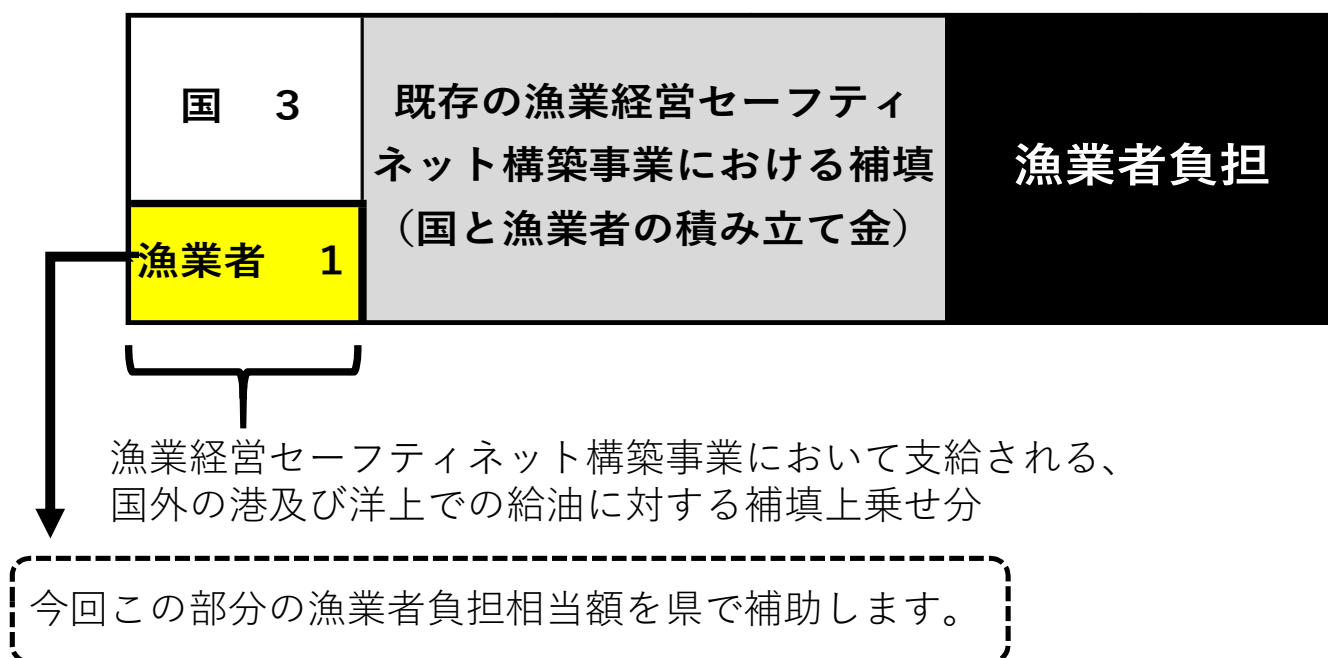 国　3
漁業者　1
既存の漁業経営セーフティ
ネット構築事業における補填
（国と漁業者の積み立て金）
漁業者負担
漁業経営セーフティネット構築事業において支給される、
国外の港及び洋上での給油に対する補填上乗せ分
今回この部分の漁業者負担相当額を県で補助します。